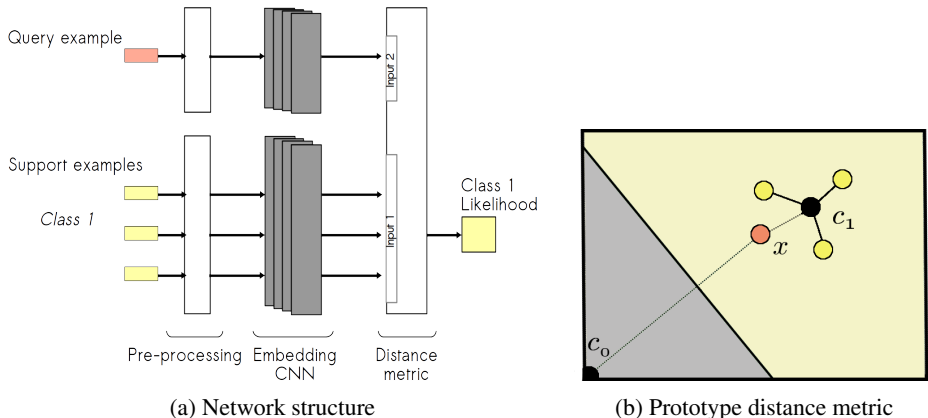 Query example
Input 2
Support examples
Class 1
Input 1
Class 1
Likelihood
Pre-processing
Embedding
CNN
Distance
metric
(a) Network structure
c₁
x
c₀
(b) Prototype distance metric